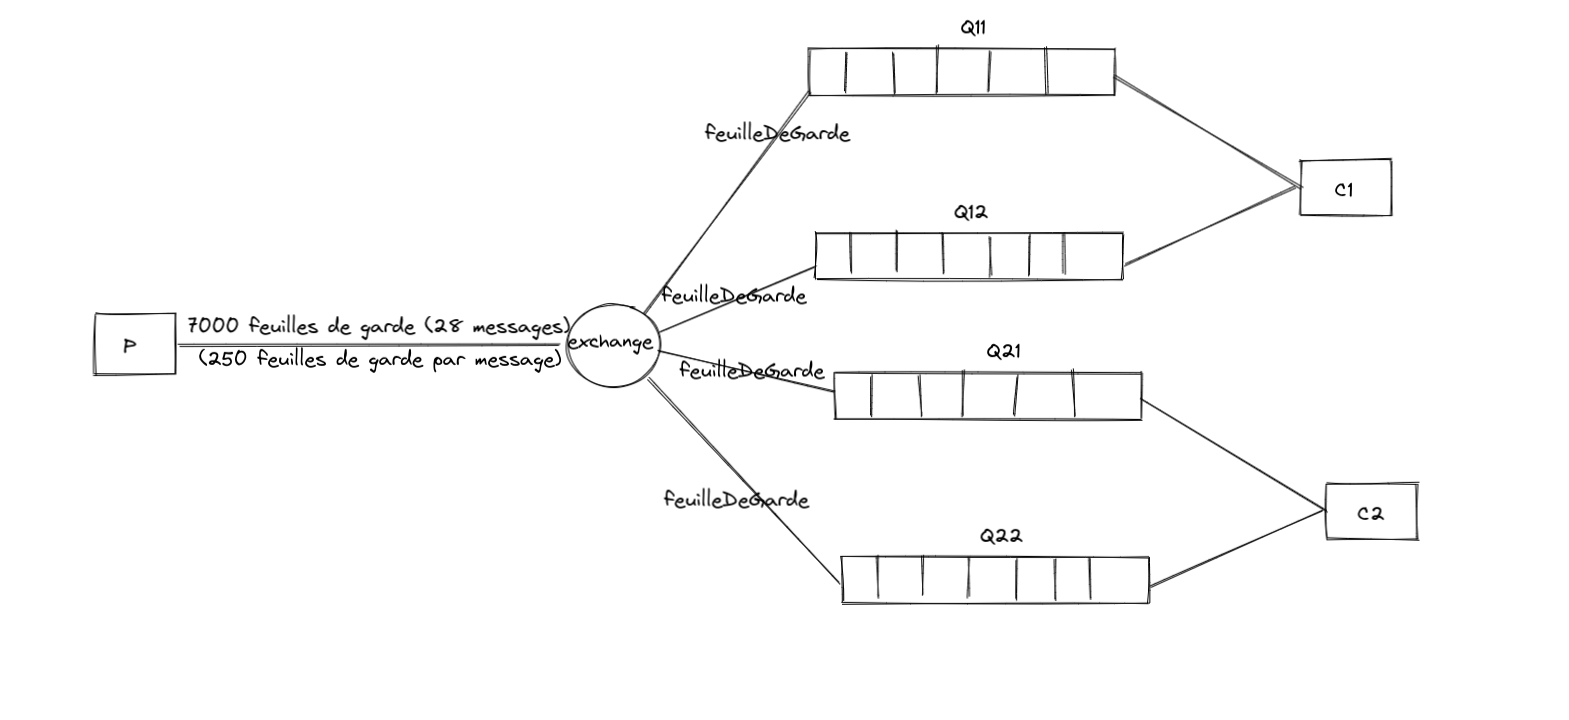 Q11
feuilleDeGarde
C1
Q12
feuilleDeGarde
P
7000 feuilles de garde (28 messages)
(250 feuilles de garde par message)
exchange
Q21
feuilleDeGarde
feuilleDeGarde
C2
Q22